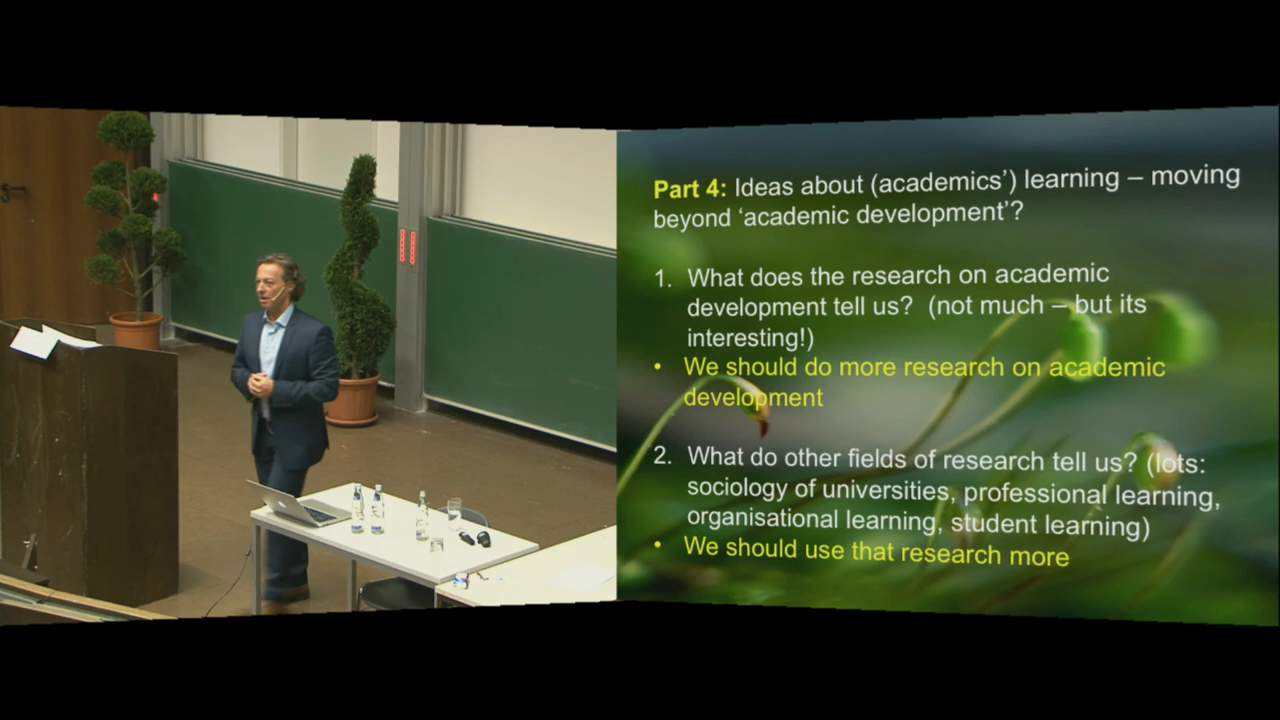 Part 4: Ideas about (academics’) learning – moving
beyond ‘academic development’?
1. What does the research on academic
development tell us? (not much – but its
interesting!)
• We should do more research on academic
development
2. What do other fields of research tell us? (lots:
sociology of universities, professional learning,
organisational learning, student learning)
• We should use that research more